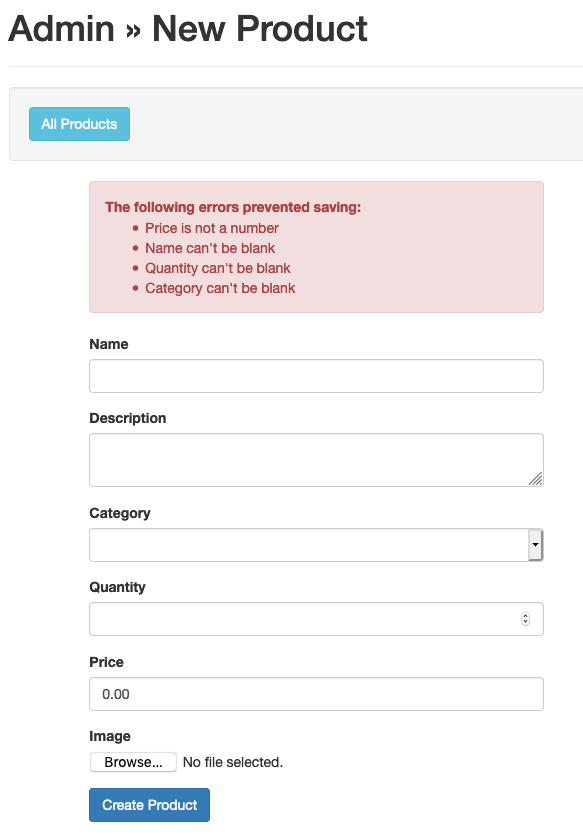 Admin » New Product
All Products
The following errors prevented saving:
• Price is not a number
• Name can't be blank
• Quantity can't be blank
• Category can't be blank
Name
Description
Category
Quantity
Price
0.00
Image
Browse... No file selected.
Create Product